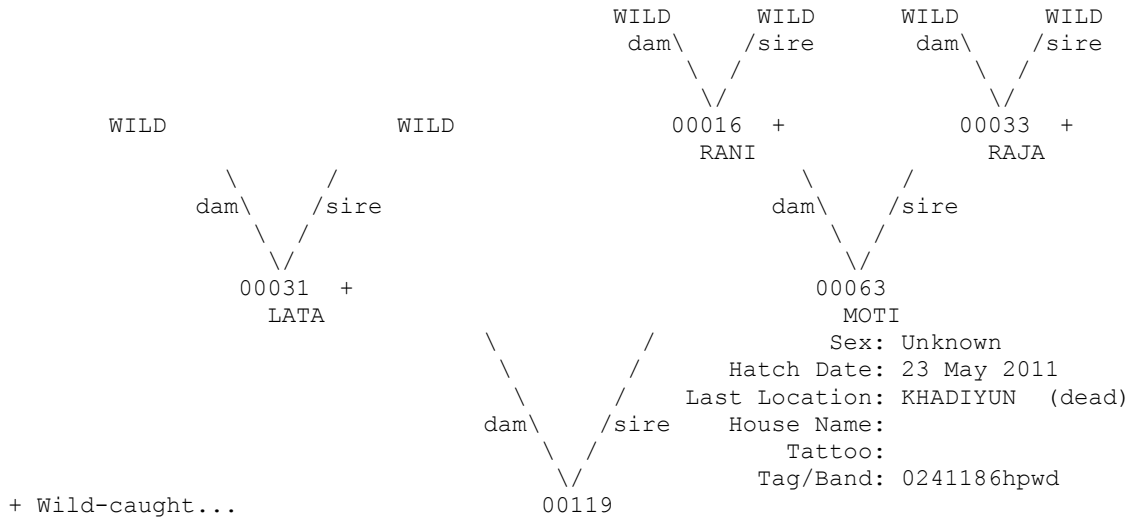 WILD WILD WILD WILD
dam\ /sire dam\ /sire
\ / \ /
\/ \/
WILD WILD 00016 + 00033 +
RANI RAJA
\ / \ /
dam\ /sire dam\ /sire
\ / \ /
\/ \/
00031 + 00063
LATA MOTI
\ / Sex: Unknown
\ / Hatch Date: 23 May 2011
\ / Last Location: KHADIYUN (dead)
dam\ /sire House Name:
\ / Tattoo:
\/ Tag/Band: 0241186hpwd
+ Wild-caught... 00119